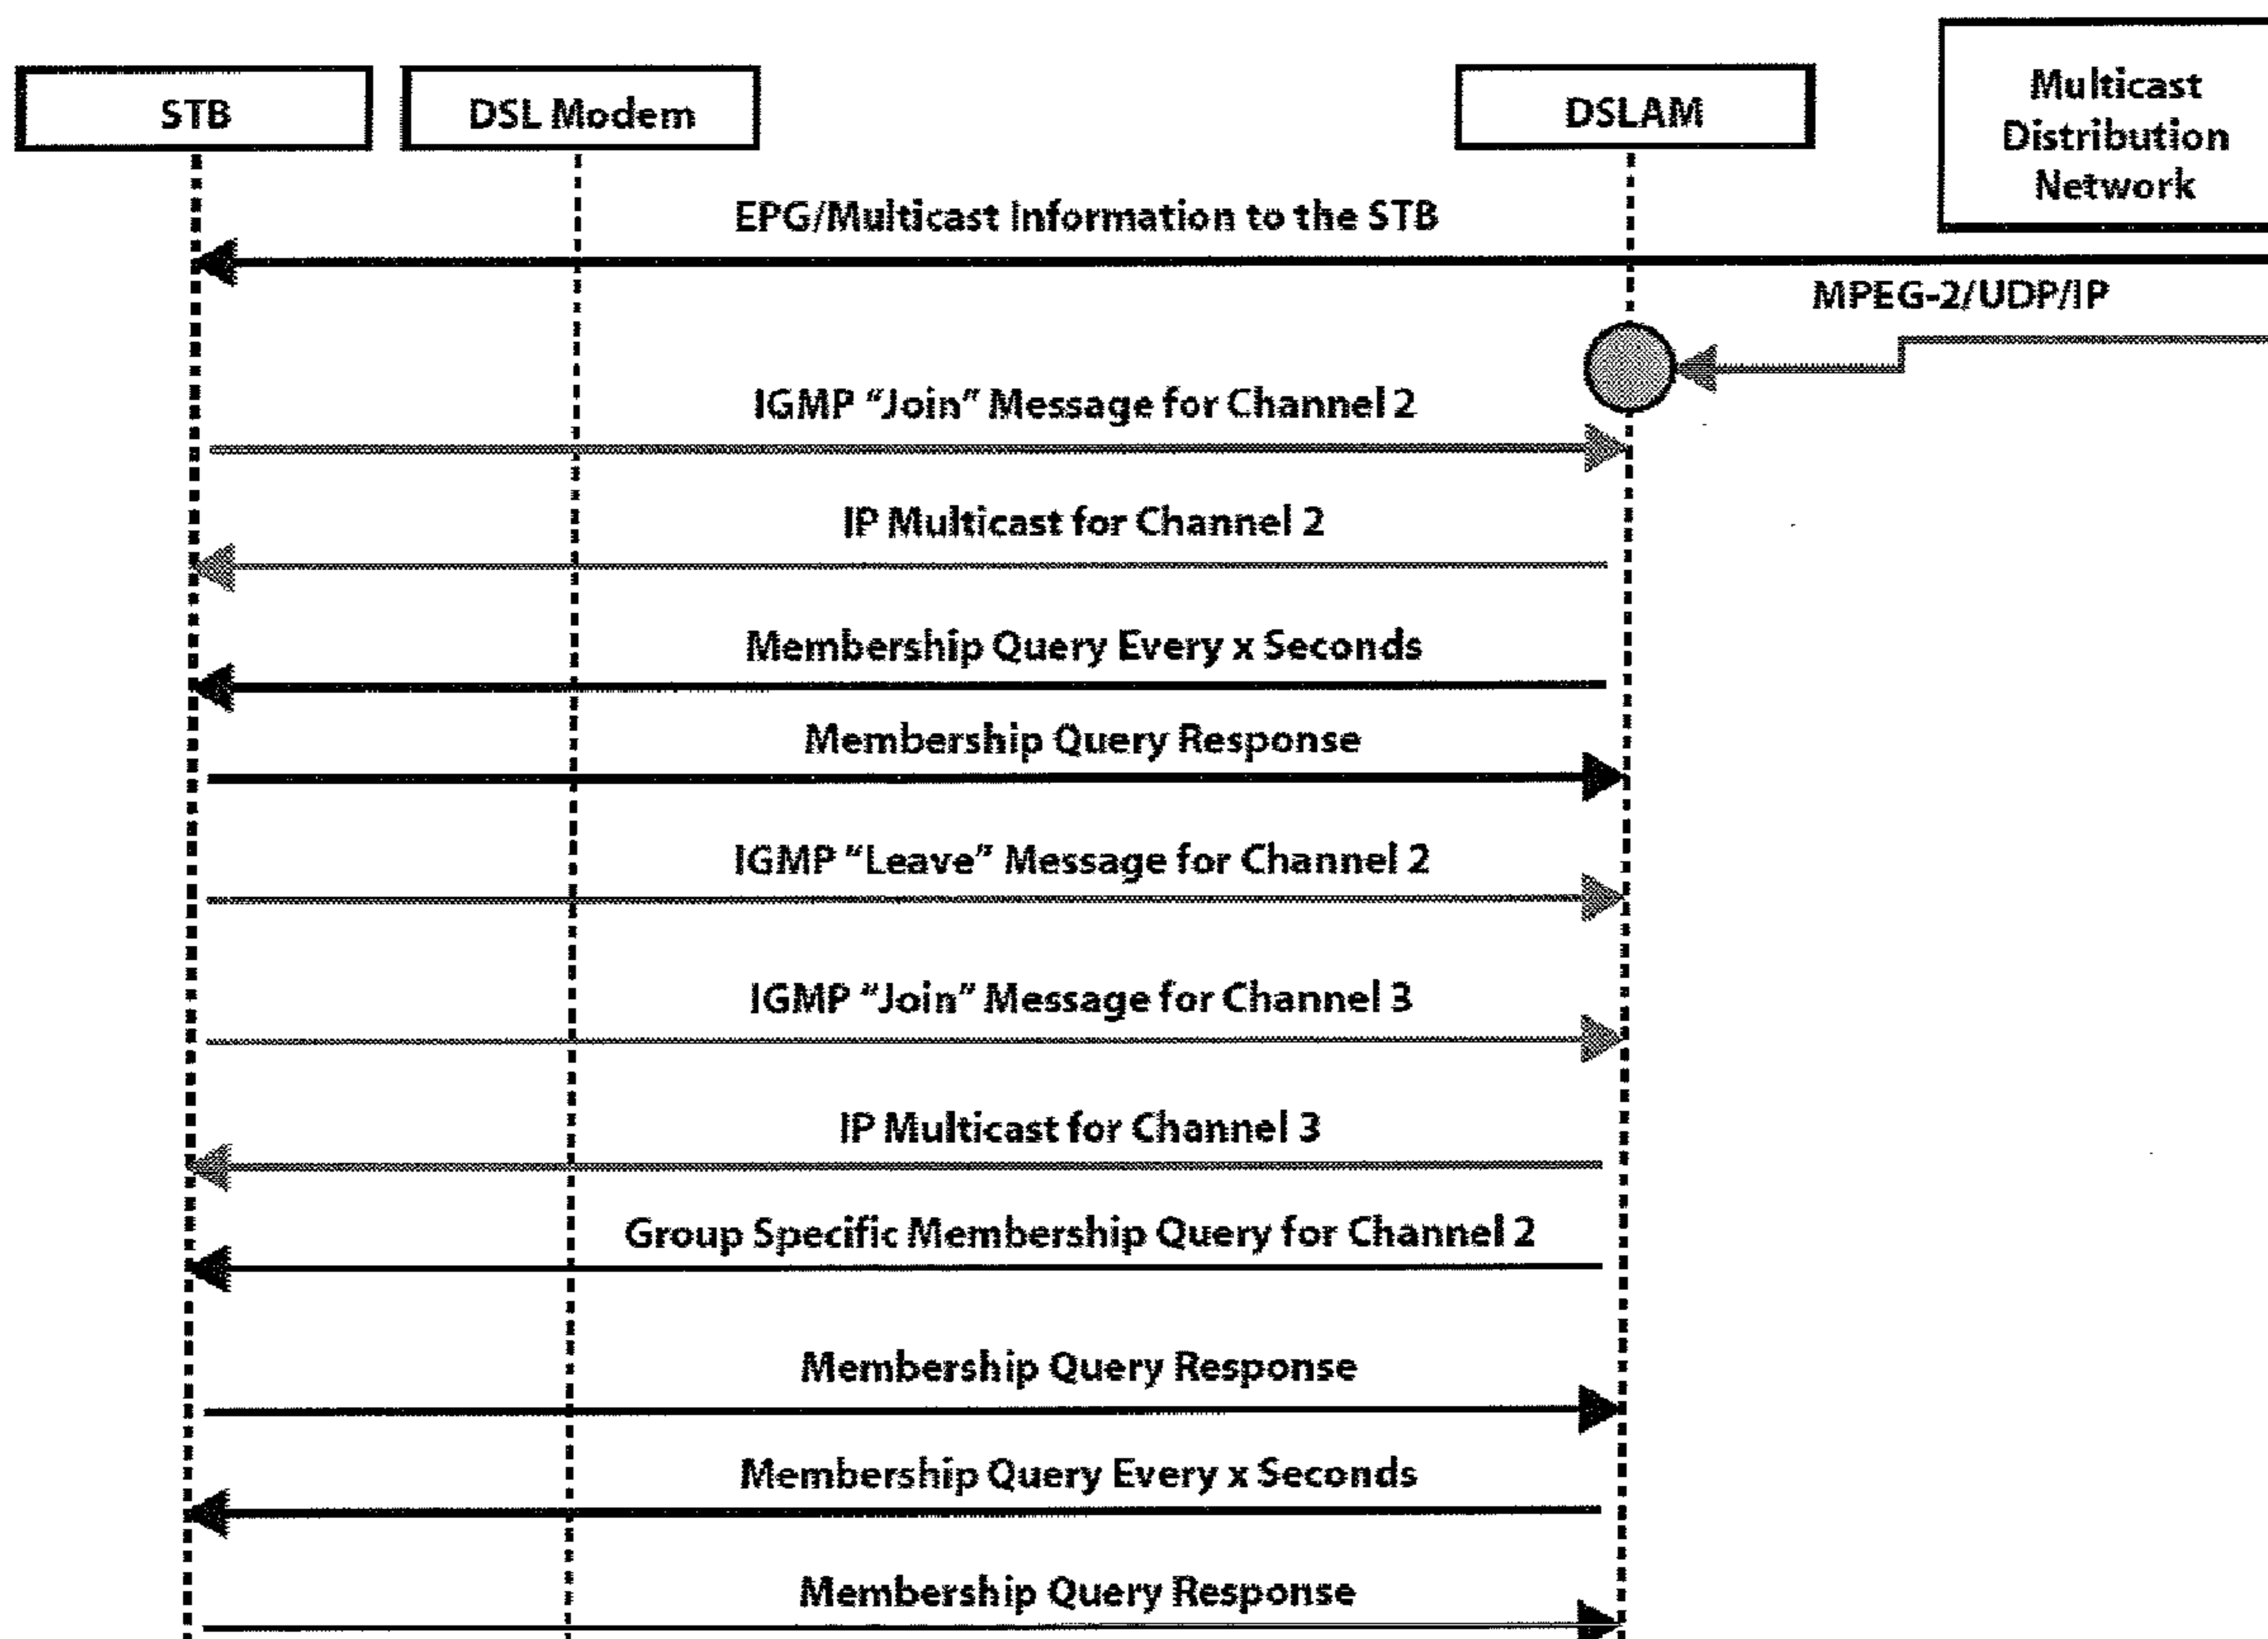 STB
DSL Modem
DSLAM
Multicast
Distribution
Network
EPG/Multicast Information to the STB
MPEG-2/UDP/IP
IGMP “Join” Message for Channel 2
IP Multicast for Channel 2
Membership Query Every x Seconds
Membership Query Response
IGMP “Leave” Message for Channel 2
IGMP “Join” Message for Channel 3
IP Multicast for Channel 3
Group Specific Membership Query for Channel 2
Membership Query Response
Membership Query Every x Seconds
Membership Query Response